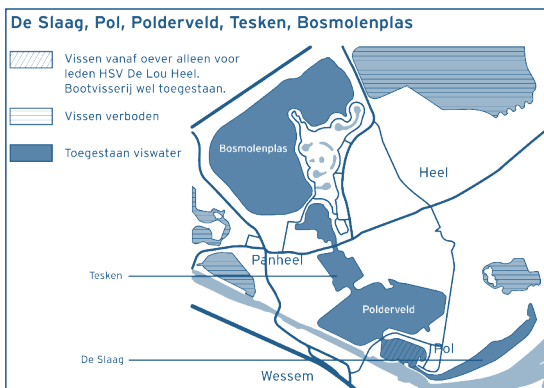 De Slaag, Pol, Polderveld, Tesken, Bosmolenplas
Vissen vanaf oever alleen voor
leden HSV De Lou Heel.
Bootvisserij wel toegestaan.
Vissen verboden
Toegestaan viswater
Bosmolenplas
Heel
Panheel
Tesken
Polderveld
Pol
De Slaag
Wessem